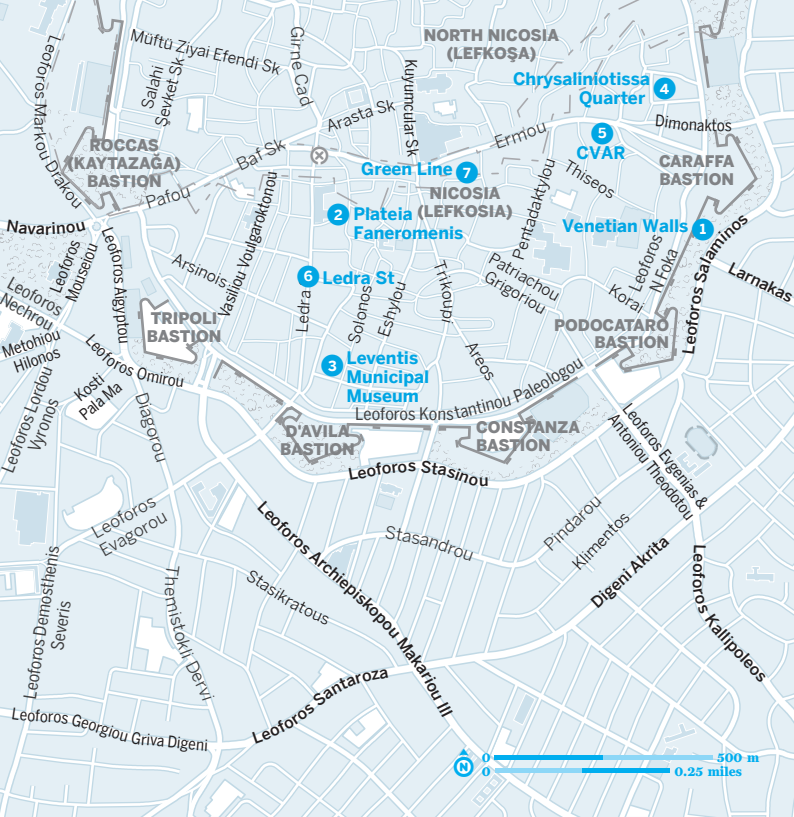 NORTH NICOSIA
(LEFKOŞA)
Leoforos Markou Drakou
Müftü Ziyai Efendi Sk
Salahi
Şevket Sk
Girne Cad
Kuyumcular Sk
Arasta Sk
Chrysaliniotissa
Quarter
4
Dimonaktos
Ermou
5
CVAR
ROCCAS
(KAYTAZAĞA)
BASTION
Baf Sk
Pafou
Green Line 7
NICOSIA
(LEFKOSIA)
CARAFFA
BASTION
Thiseos
Pentadaktylou
2 Plateia
Faneromenis
Venetian Walls 1
Navarinou
Leoforos
Mouseiou
Leoforos Aigyptou
Arsinois
Vasiliou Voulgaroktonou
6 Ledra St
Ledra
Solonos
Eshylou
Trikoupi
Patriachou
Grigoriou
Korai
Leoforos
N Foka
Leoforos Salaminos
Larnakas
Leoforos
Nechrou
Metohiou
Hilonos
TRIPOLI
BASTION
PODOCATARO
BASTION
Areos
3 Leventis
Municipal
Museum
Leoforos Omirou
Kosti
Pala Ma
Leoforos Lordou
Vyronos
Diagorou
Leoforos Konstantinou Paleologou
D'AVILA
BASTION
CONSTANZA
BASTION
Leoforos Stasinou
Leoforos Evgenias &
Antoniou Theodotou
Leoforos
Evagorou
Leoforos Archiepiskopou Makariou III
Stasandrou
Pindarou
Klimentos
Digeni Akrita
Leoforos Kallipoleos
Leoforos Demosthenis
Severis
Themistokli Dervi
Stasikratous
Leoforos Santaroza
Leoforos Georgiou Griva Digeni
N
0 500 m
0 0.25 miles